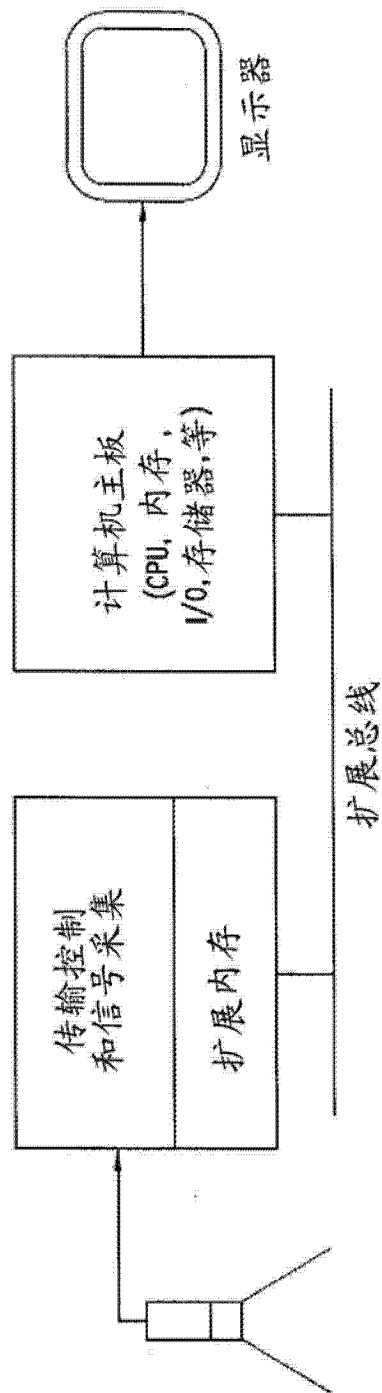 传输控制
和信号采集
扩展内存
计算机主板
(CPU, 内存,
I/O,存储器,等)
显示器
扩展总线